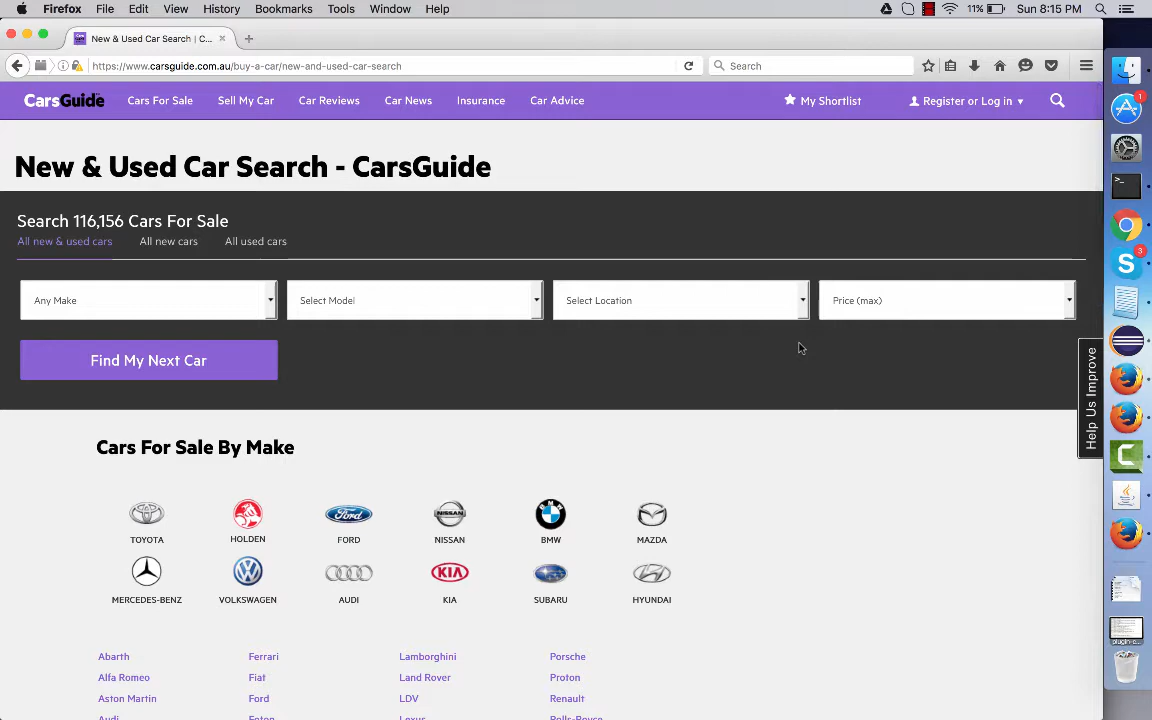 Firefox File Edit View History Bookmarks Tools Window Help 11% Sun 8:15 PM
New & Used Car Search | C...
https://www.carsguide.com.au/buy-a-car/new-and-used-car-search Search
CarsGuide Cars For Sale Sell My Car Car Reviews Car News Insurance Car Advice My Shortlist Register or Log in
New & Used Car Search - CarsGuide
Search 116,156 Cars For Sale
All new & used cars All new cars All used cars
Any Make Select Model Select Location Price (max)
Find My Next Car
Help Us Improve
Cars For Sale By Make
TOYOTA HOLDEN FORD NISSAN BMW MAZDA
MERCEDES-BENZ VOLKSWAGEN AUDI KIA SUBARU HYUNDAI
Abarth Ferrari Lamborghini Porsche
Alfa Romeo Fiat Land Rover Proton
Aston Martin Ford LDV Renault
Audi Foton Lexus Rolls-Royce